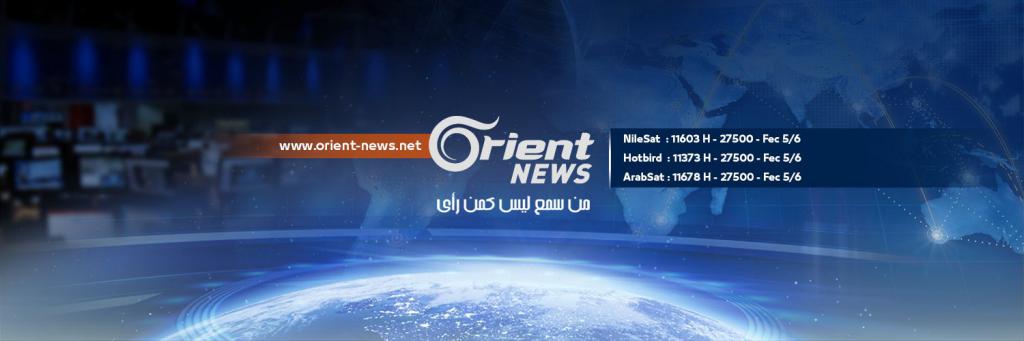 www.orient-news.net
Orient
NEWS
من سمع ليس كمن رأى
NileSat : 11603 H - 27500 - Fec 5/6
Hotbird : 11373 H - 27500 - Fec 5/6
ArabSat : 11678 H - 27500 - Fec 5/6